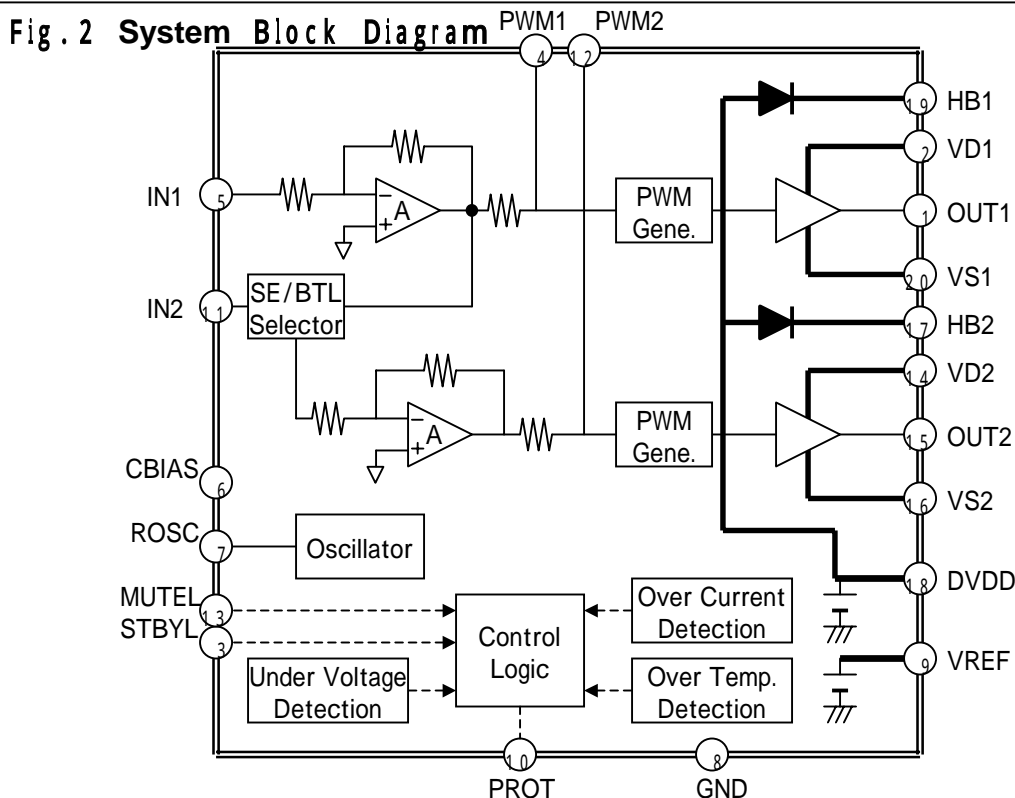 Fig.2 System Block Diagram
PWM1 PWM2
4 12
HB1
19
VD1
2
IN1
5
A
PWM
Gene.
OUT1
1
VS1
20
IN2
11
SE/BTL
Selector
HB2
17
VD2
14
A
PWM
Gene.
OUT2
15
CBIAS
6
VS2
16
ROSC
7
Oscillator
DVDD
18
MUTEL
13
STBYL
3
Control
Logic
Over Current
Detection
VREF
9
Under Voltage
Detection
Over Temp.
Detection
10
PROT
8
GND